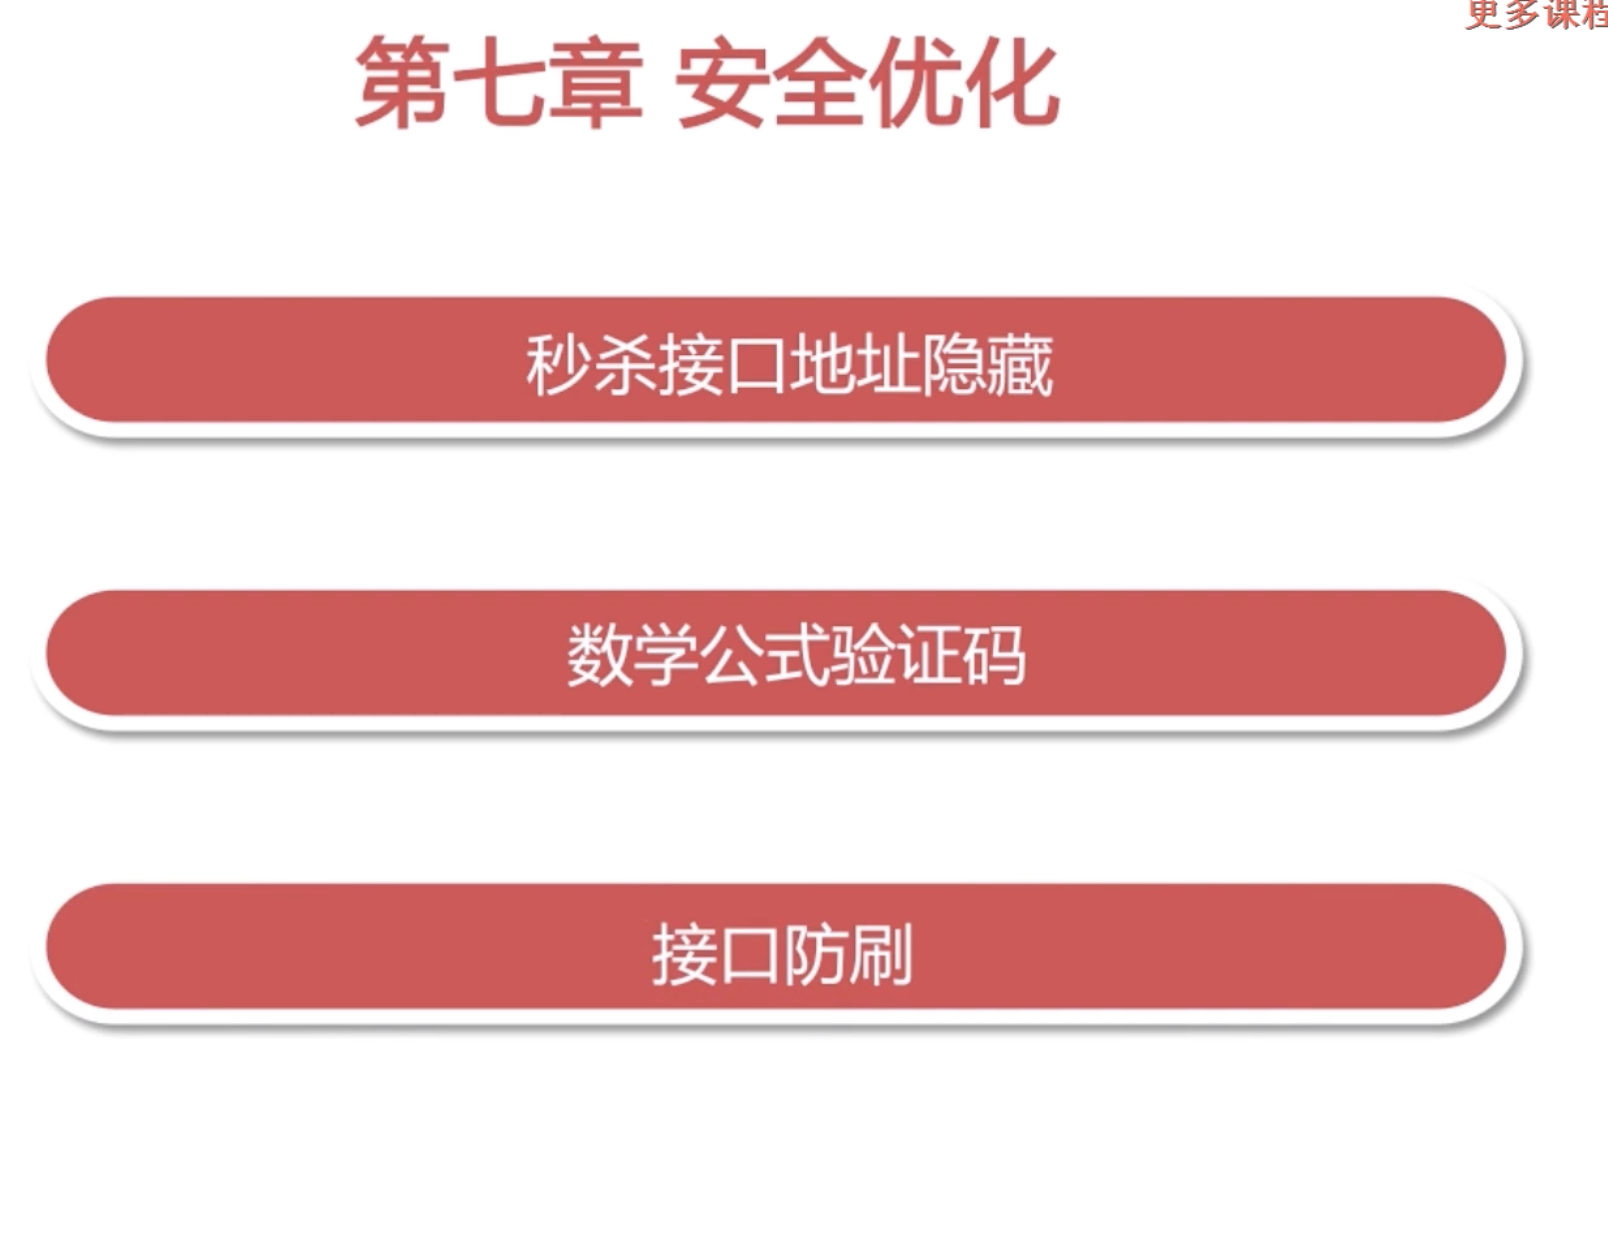 更多课程
第七章 安全优化
秒杀接口地址隐藏
数学公式验证码
接口防刷